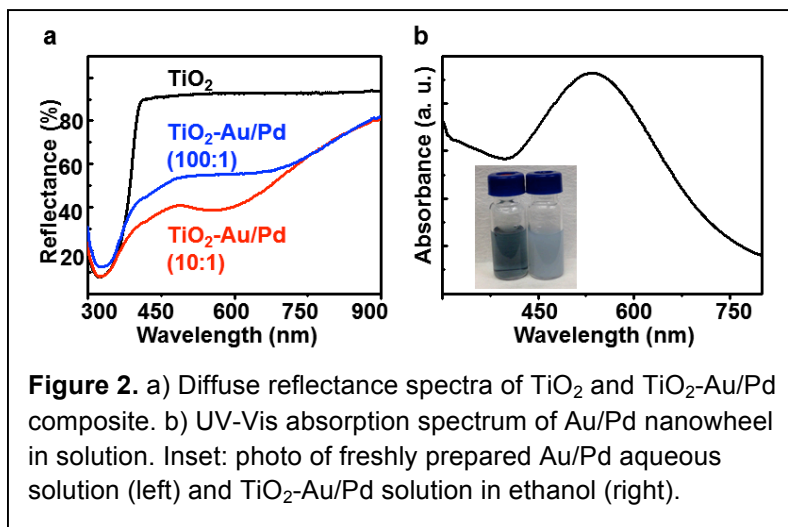 a
b
TiO₂
TiO₂-Au/Pd
(100:1)
TiO₂-Au/Pd
(10:1)
Reflectance (%)
80
60
40
20
300 450 600 750 900
Wavelength (nm)
Absorbance (a. u.)
450 600 750
Wavelength (nm)
Figure 2. a) Diffuse reflectance spectra of TiO₂ and TiO₂-Au/Pd
composite. b) UV-Vis absorption spectrum of Au/Pd nanowheel
in solution. Inset: photo of freshly prepared Au/Pd aqueous
solution (left) and TiO₂-Au/Pd solution in ethanol (right).